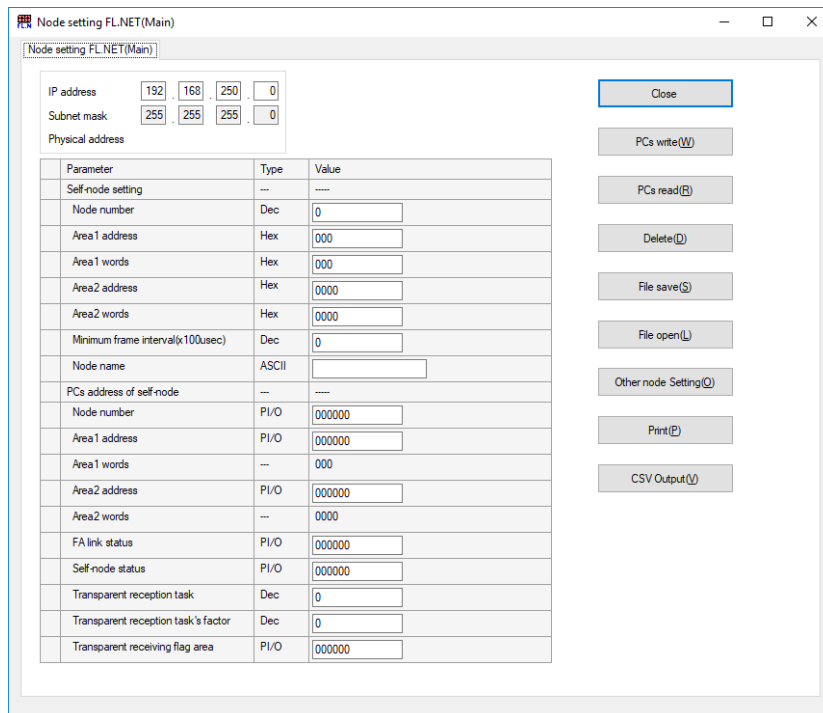 Node setting FL.NET(Main)
Node setting FL.NET(Main)
IP address 192 . 168 . 250 . 0
Subnet mask 255 . 255 255 . 0
Physical address
Parameter Type Value
Self-node setting --- -----
Node number Dec 0
Area1 address Hex 000
Area1 words Hex 000
Area2 address Hex 0000
Area2 words Hex 0000
Minimum frame interval(x100usec) Dec 0
Node name ASCII
PCs address of self-node --- -----
Node number PI/O 000000
Area1 address PI/O 000000
Area1 words --- 000
Area2 address PI/O 000000
Area2 words --- 0000
FA link status PI/O 000000
Self-node status PI/O 000000
Transparent reception task Dec 0
Transparent reception task's factor Dec 0
Transparent receiving flag area PI/O 000000
Close
PCs write(W)
PCs read(R)
Delete(D)
File save(S)
File open(L)
Other node Setting(O)
Print(P)
CSV Output(V)